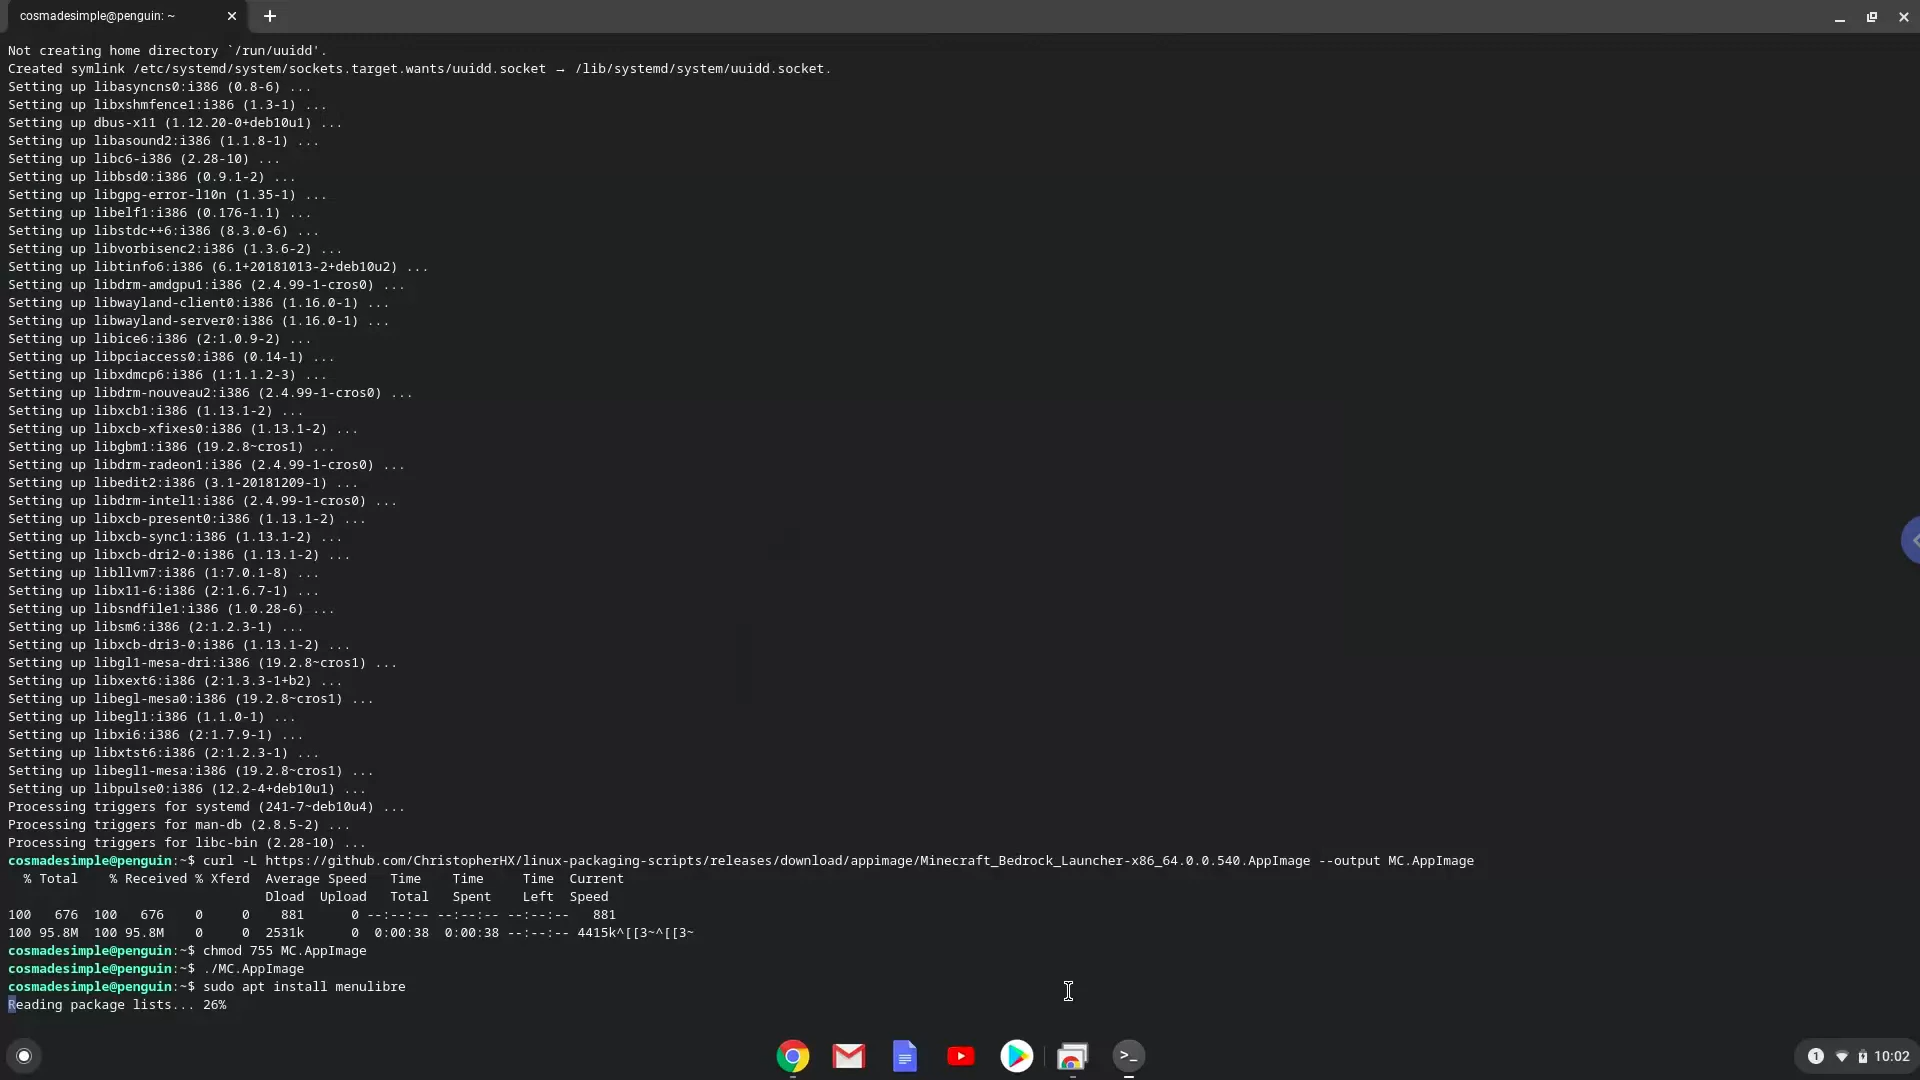 cosmadesimple@penguin: ~
Not creating home directory `/run/uuidd'.
Created symlink /etc/systemd/system/sockets.target.wants/uuidd.socket → /lib/systemd/system/uuidd.socket.
Setting up libasyncns0:i386 (0.8-6) ...
Setting up libxshmfence1:i386 (1.3-1) ...
Setting up dbus-x11 (1.12.20-0+deb10u1) ...
Setting up libasound2:i386 (1.1.8-1) ...
Setting up libc6-i386 (2.28-10) ...
Setting up libbsd0:i386 (0.9.1-2) ...
Setting up libgpg-error-l10n (1.35-1) ...
Setting up libelf1:i386 (0.176-1.1) ...
Setting up libstdc++6:i386 (8.3.0-6) ...
Setting up libvorbisenc2:i386 (1.3.6-2) ...
Setting up libtinfo6:i386 (6.1+20181013-2+deb10u2) ...
Setting up libdrm-amdgpu1:i386 (2.4.99-1-cros0) ...
Setting up libwayland-client0:i386 (1.16.0-1) ...
Setting up libwayland-server0:i386 (1.16.0-1) ...
Setting up libice6:i386 (2:1.0.9-2) ...
Setting up libpciaccess0:i386 (0.14-1) ...
Setting up libxdmcp6:i386 (1:1.1.2-3) ...
Setting up libdrm-nouveau2:i386 (2.4.99-1-cros0) ...
Setting up libxcb1:i386 (1.13.1-2) ...
Setting up libxcb-xfixes0:i386 (1.13.1-2) ...
Setting up libgbm1:i386 (19.2.8~cros1) ...
Setting up libdrm-radeon1:i386 (2.4.99-1-cros0) ...
Setting up libedit2:i386 (3.1-20181209-1) ...
Setting up libdrm-intel1:i386 (2.4.99-1-cros0) ...
Setting up libxcb-present0:i386 (1.13.1-2) ...
Setting up libxcb-sync1:i386 (1.13.1-2) ...
Setting up libxcb-dri2-0:i386 (1.13.1-2) ...
Setting up libllvm7:i386 (1:7.0.1-8) ...
Setting up libx11-6:i386 (2:1.6.7-1) ...
Setting up libsndfile1:i386 (1.0.28-6) ...
Setting up libsm6:i386 (2:1.2.3-1) ...
Setting up libxcb-dri3-0:i386 (1.13.1-2) ...
Setting up libgl1-mesa-dri:i386 (19.2.8~cros1) ...
Setting up libxext6:i386 (2:1.3.3-1+b2) ...
Setting up libegl-mesa0:i386 (19.2.8~cros1) ...
Setting up libegl1:i386 (1.1.0-1) ...
Setting up libxi6:i386 (2:1.7.9-1) ...
Setting up libxtst6:i386 (2:1.2.3-1) ...
Setting up libegl1-mesa:i386 (19.2.8~cros1) ...
Setting up libpulse0:i386 (12.2-4+deb10u1) ...
Processing triggers for systemd (241-7~deb10u4) ...
Processing triggers for man-db (2.8.5-2) ...
Processing triggers for libc-bin (2.28-10) ...
cosmadesimple@penguin:~$ curl -L https://github.com/ChristopherHX/linux-packaging-scripts/releases/download/appimage/Minecraft_Bedrock_Launcher-x86_64.0.0.540.AppImage --output MC.AppImage
% Total % Received % Xferd Average Speed Time Time Time Current
Dload Upload Total Spent Left Speed
100 676 100 676 0 0 881 0 --:--:-- --:--:-- --:--:-- 881
100 95.8M 100 95.8M 0 0 2531k 0 0:00:38 0:00:38 --:--:-- 4415k^[[3~^[[3~
cosmadesimple@penguin:~$ chmod 755 MC.AppImage
cosmadesimple@penguin:~$ ./MC.AppImage
cosmadesimple@penguin:~$ sudo apt install menulibre
Reading package lists... 26%
1 10:02